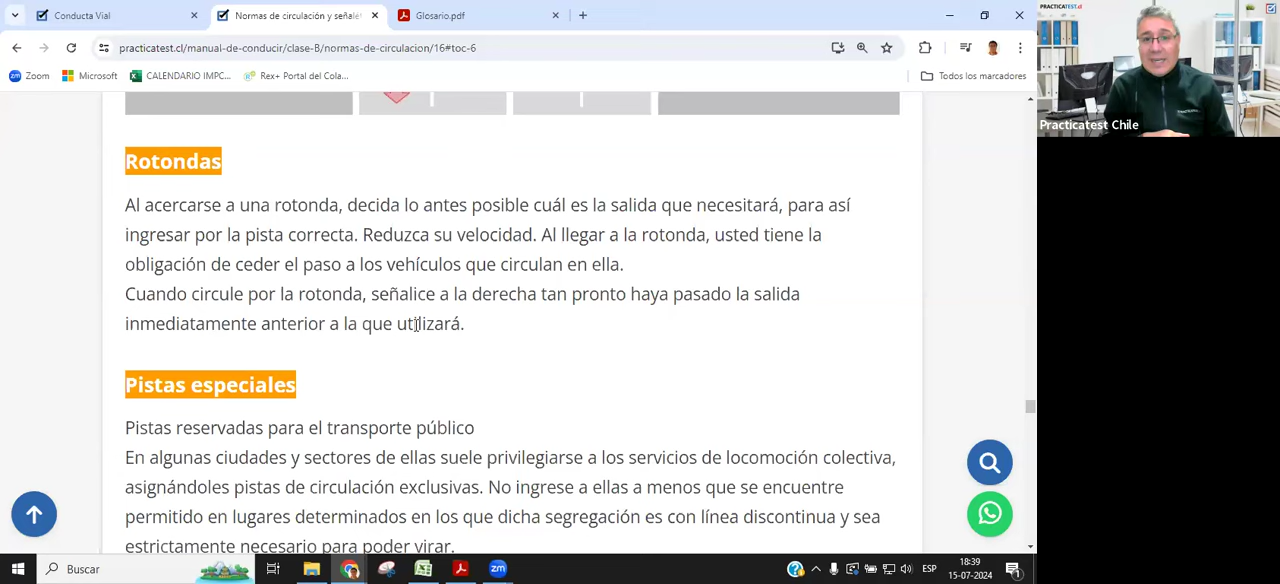 Conducta Vial
Normas de circulación y señale
Glosario.pdf
practicatest.cl/manual-de-conducir/clase-B/normas-de-circulacion/16#to
Zoom
Microsoft
CALENDARIO IMPC...
Rex+ Portal del Cola...
Todos los marcadores
PRACTICATEST.cl
Practicatest Chile
Rotondas
Al acercarse a una rotonda, decida lo antes posible cuál es la salida que necesitará, para así
ingresar por la pista correcta. Reduzca su velocidad. Al llegar a la rotonda, usted tiene la
obligación de ceder el paso a los vehículos que circulan en ella.
Cuando circule por la rotonda, señalice a la derecha tan pronto haya pasado la salida
inmediatamente anterior a la que utilizará.
Pistas especiales
Pistas reservadas para el transporte público
En algunas ciudades y sectores de ellas suele privilegiarse a los servicios de locomoción colectiva,
asignándoles pistas de circulación exclusivas. No ingrese a ellas a menos que se encuentre
permitido en lugares determinados en los que dicha segregación es con línea discontinua y sea
estrictamente necesario para poder virar.
Buscar
ESP
18:39
15-07-2024